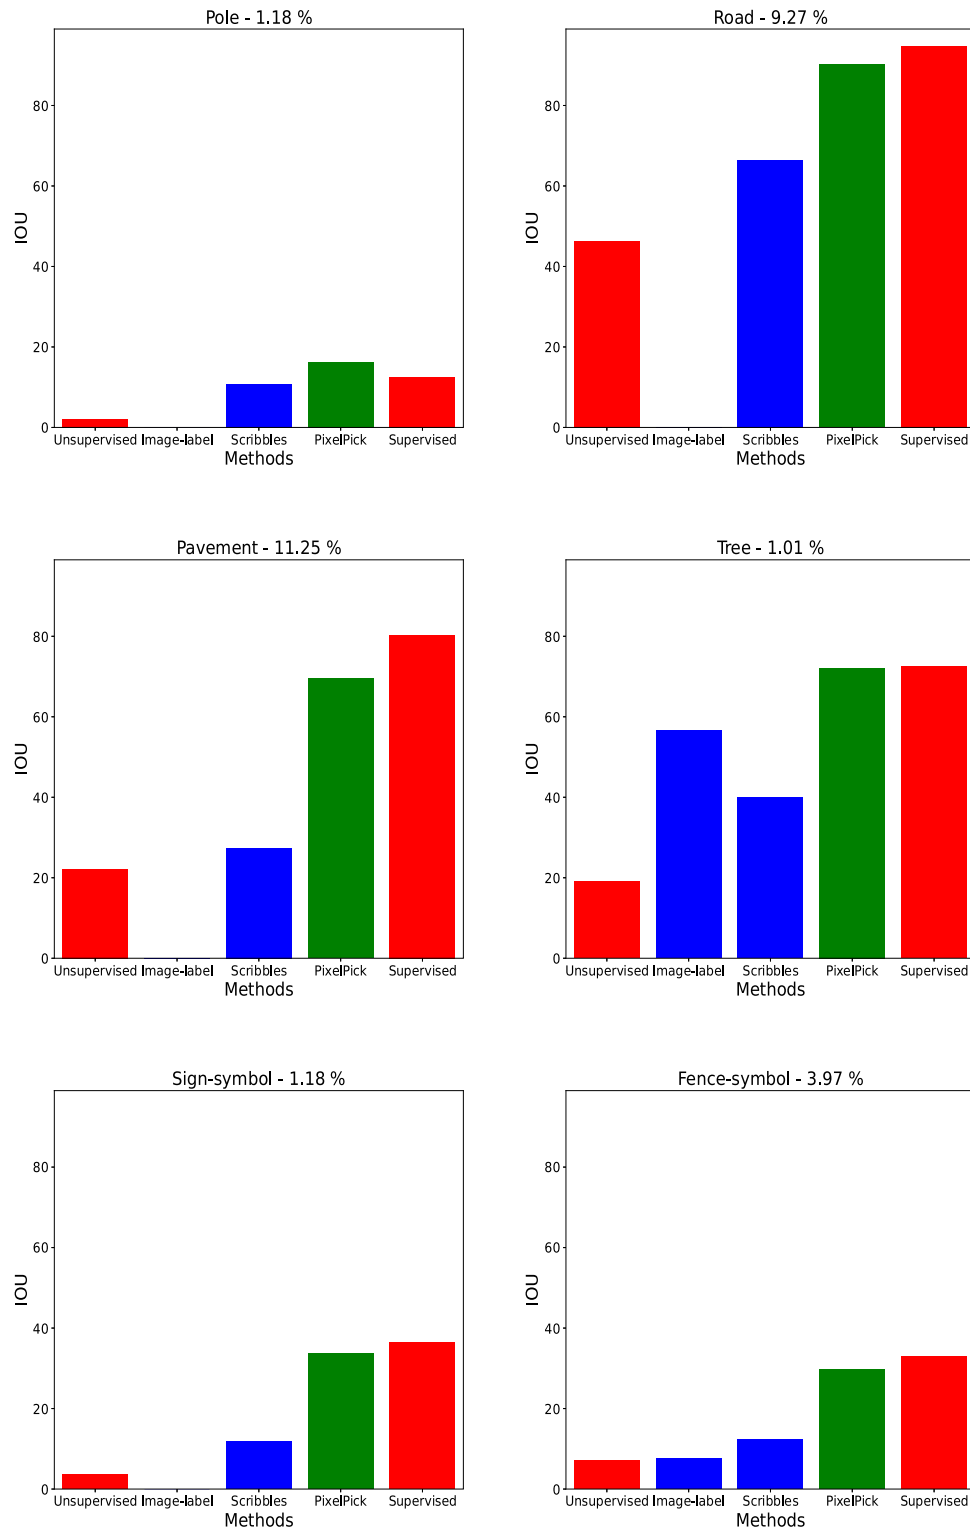 Pole - 1.18 %
80
60
40
20
0
IOU
Unsupervised Image-label Scribbles PixelPick Supervised
Methods
Road - 9.27 %
80
60
40
20
0
IOU
Unsupervised Image-label Scribbles PixelPick Supervised
Methods
Pavement - 11.25 %
80
60
40
20
0
IOU
Unsupervised Image-label Scribbles PixelPick Supervised
Methods
Tree - 1.01 %
80
60
40
20
0
IOU
Unsupervised Image-label Scribbles PixelPick Supervised
Methods
Sign-symbol - 1.18 %
80
60
40
20
0
IOU
Unsupervised Image-label Scribbles PixelPick Supervised
Methods
Fence-symbol - 3.97 %
80
60
40
20
0
IOU
Unsupervised Image-label Scribbles PixelPick Supervised
Methods